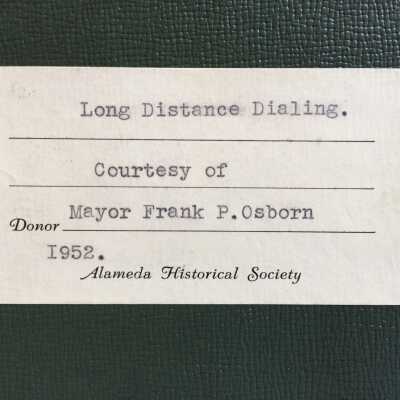 Long Distance Dialing.
Courtesy of
Mayor Frank P.Osborn
Donor
1952.
Alameda Historical Society